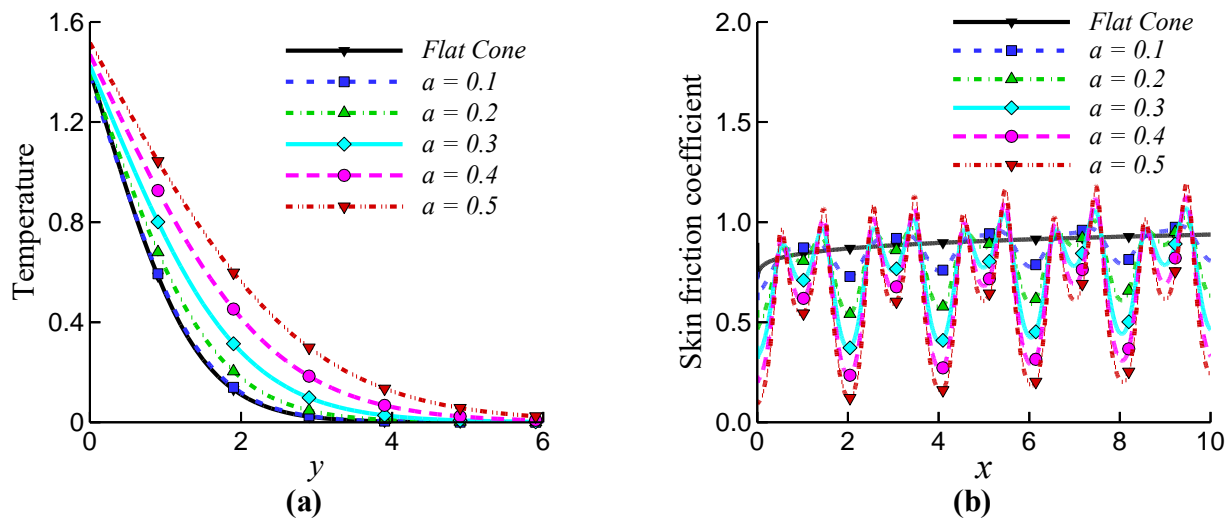 Temperature
1.6
1.2
0.8
0.4
0
0
2
4
6
y
Flat Cone
a = 0.1
a = 0.2
a = 0.3
a = 0.4
a = 0.5
(a)
Skin friction coefficient
2.0
1.5
1.0
0.5
0.0
0
2
4
6
8
10
x
Flat Cone
a = 0.1
a = 0.2
a = 0.3
a = 0.4
a = 0.5
(b)